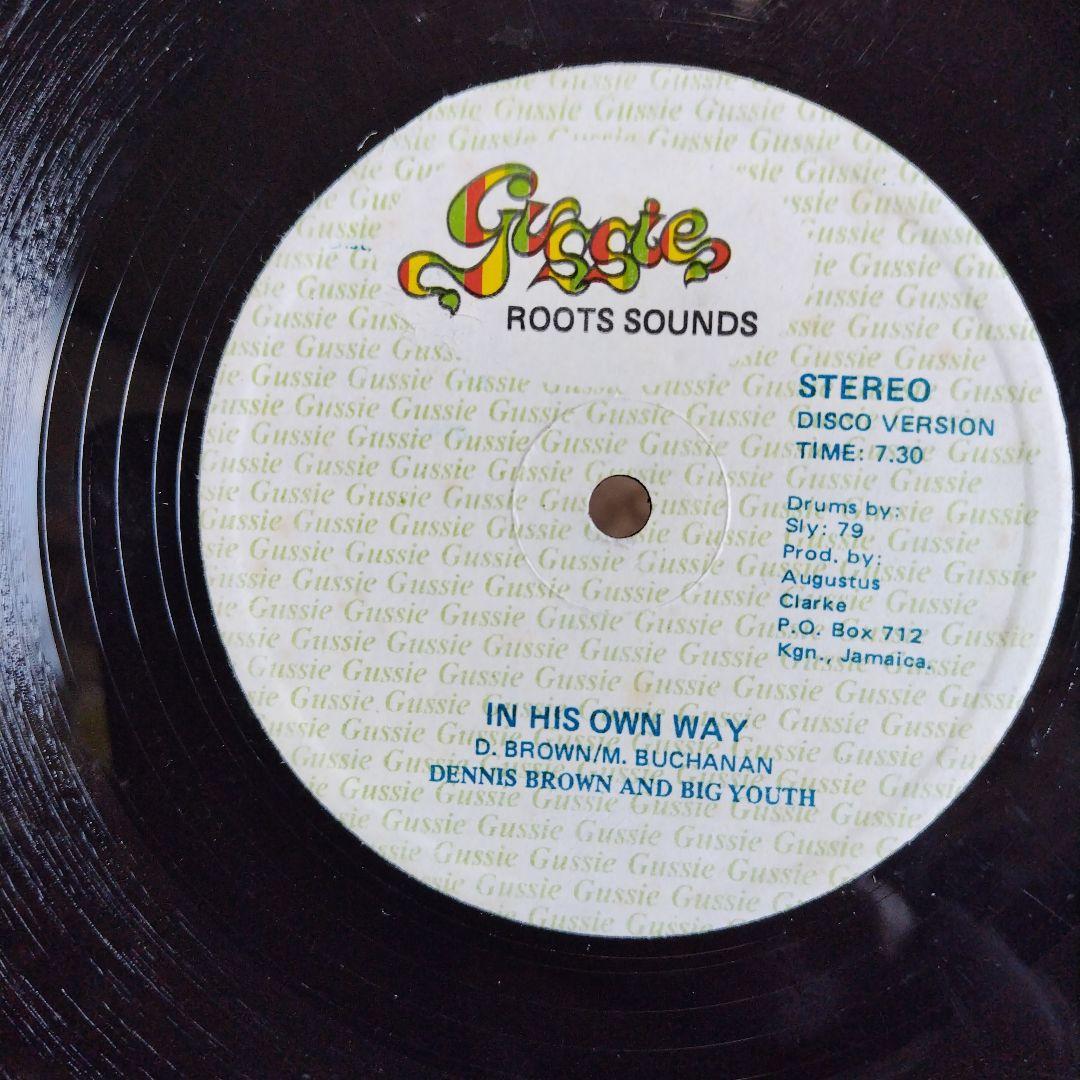 Gussie
ROOTS SOUNDS
STEREO
DISCO VERSION
TIME: 7.30
Drums by:
Sly: 79
Prod. by:
Augustus
Clarke
P.O. Box 712
Kgn., Jamaica.
IN HIS OWN WAY
D. BROWN/M. BUCHANAN
DENNIS BROWN AND BIG YOUTH